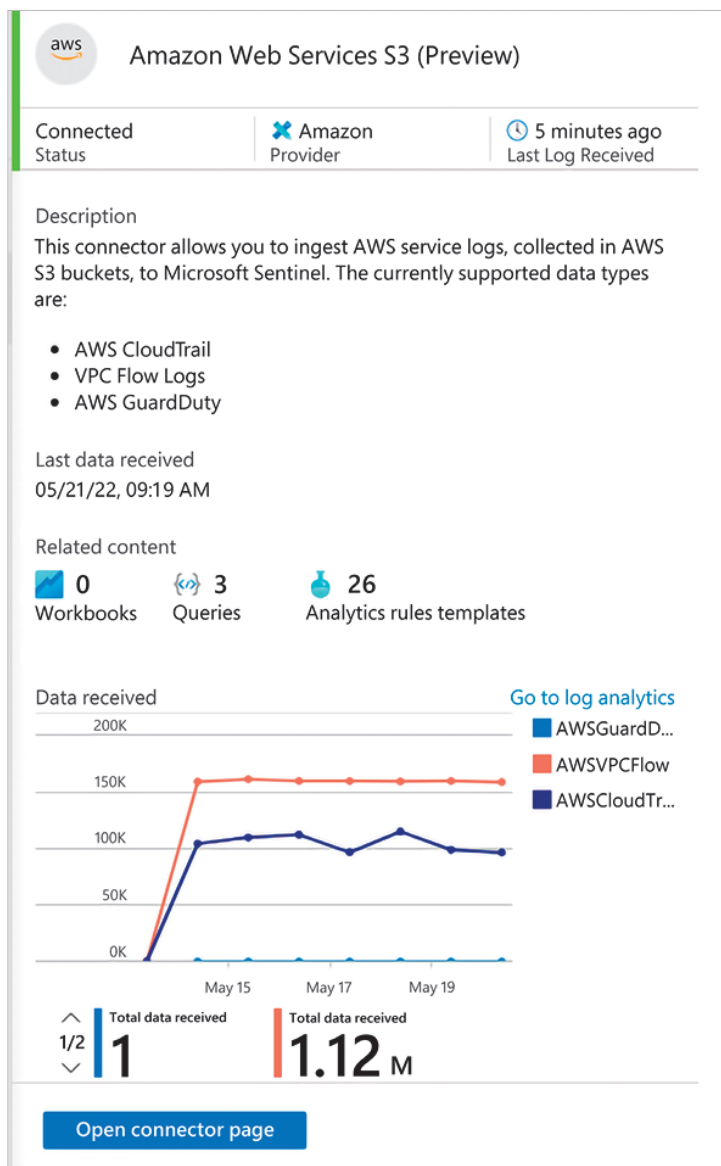 aws
Amazon Web Services S3 (Preview)
Connected
Status
Amazon
Provider
5 minutes ago
Last Log Received
Description
This connector allows you to ingest AWS service logs, collected in AWS
S3 buckets, to Microsoft Sentinel. The currently supported data types
are:
• AWS CloudTrail
• VPC Flow Logs
• AWS GuardDuty
Last data received
05/21/22, 09:19 AM
Related content
0
Workbooks
3
Queries
26
Analytics rules templates
Data received
Go to log analytics
200K
150K
100K
50K
0K
May 15
May 17
May 19
AWSGuardD...
AWSVPCFlow
AWSCloudTr...
1/2
Total data received
1
Total data received
1.12 M
Open connector page